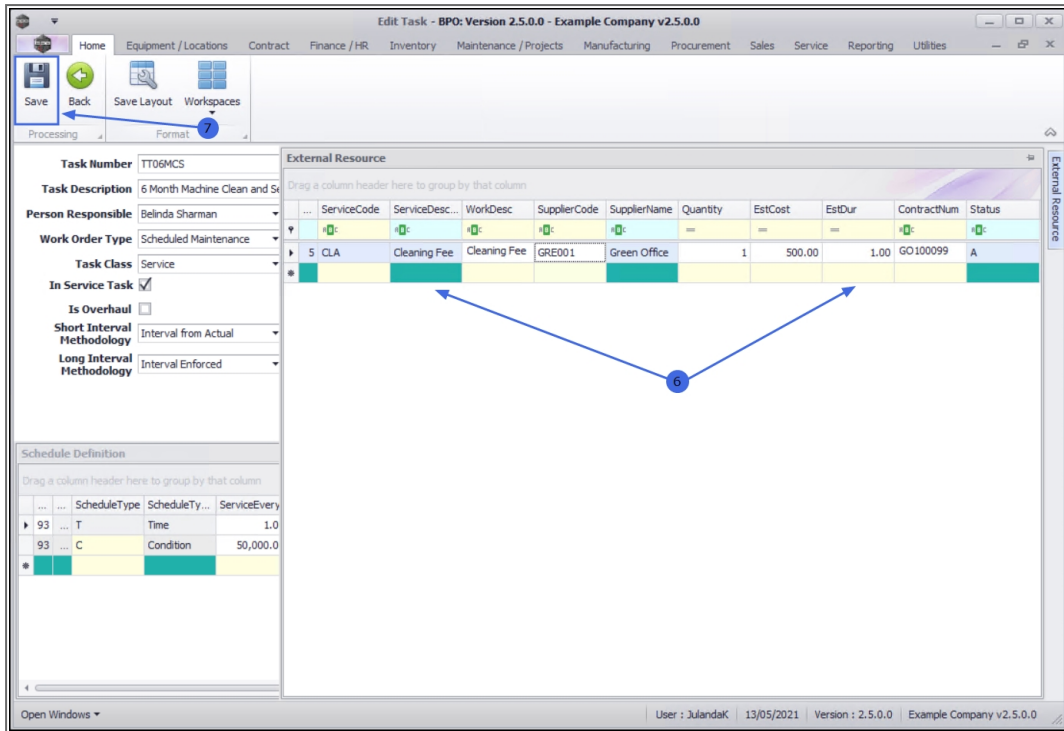 Edit Task - BPO: Version 2.5.0.0 - Example Company v2.5.0.0
Home Equipment / Locations Contract Finance / HR Inventory Maintenance / Projects Manufacturing Procurement Sales Service Reporting Utilities
Save Back Save Layout Workspaces
7
Processing Format
Task Number TT06MCS
Task Description 6 Month Machine Clean and Se
Person Responsible Belinda Sharman
Work Order Type Scheduled Maintenance
Task Class Service
In Service Task
Is Overhaul
Short Interval Methodology Interval from Actual
Long Interval Methodology Interval Enforced
External Resource
Drag a column header here to group by that column
... ServiceCode ServiceDesc... WorkDesc SupplierCode SupplierName Quantity EstCost EstDur ContractNum Status
5 CLA Cleaning Fee Cleaning Fee GRE001 Green Office 1 500.00 1.00 GO100099 A
6
External Resource
Schedule Definition
Drag a column header here to group by that column
... ... ScheduleType ScheduleTy... ServiceEvery
93 ... T Time 1.0
93 ... C Condition 50,000.0
Open Windows User : JulandaK 13/05/2021 Version : 2.5.0.0 Example Company v2.5.0.0